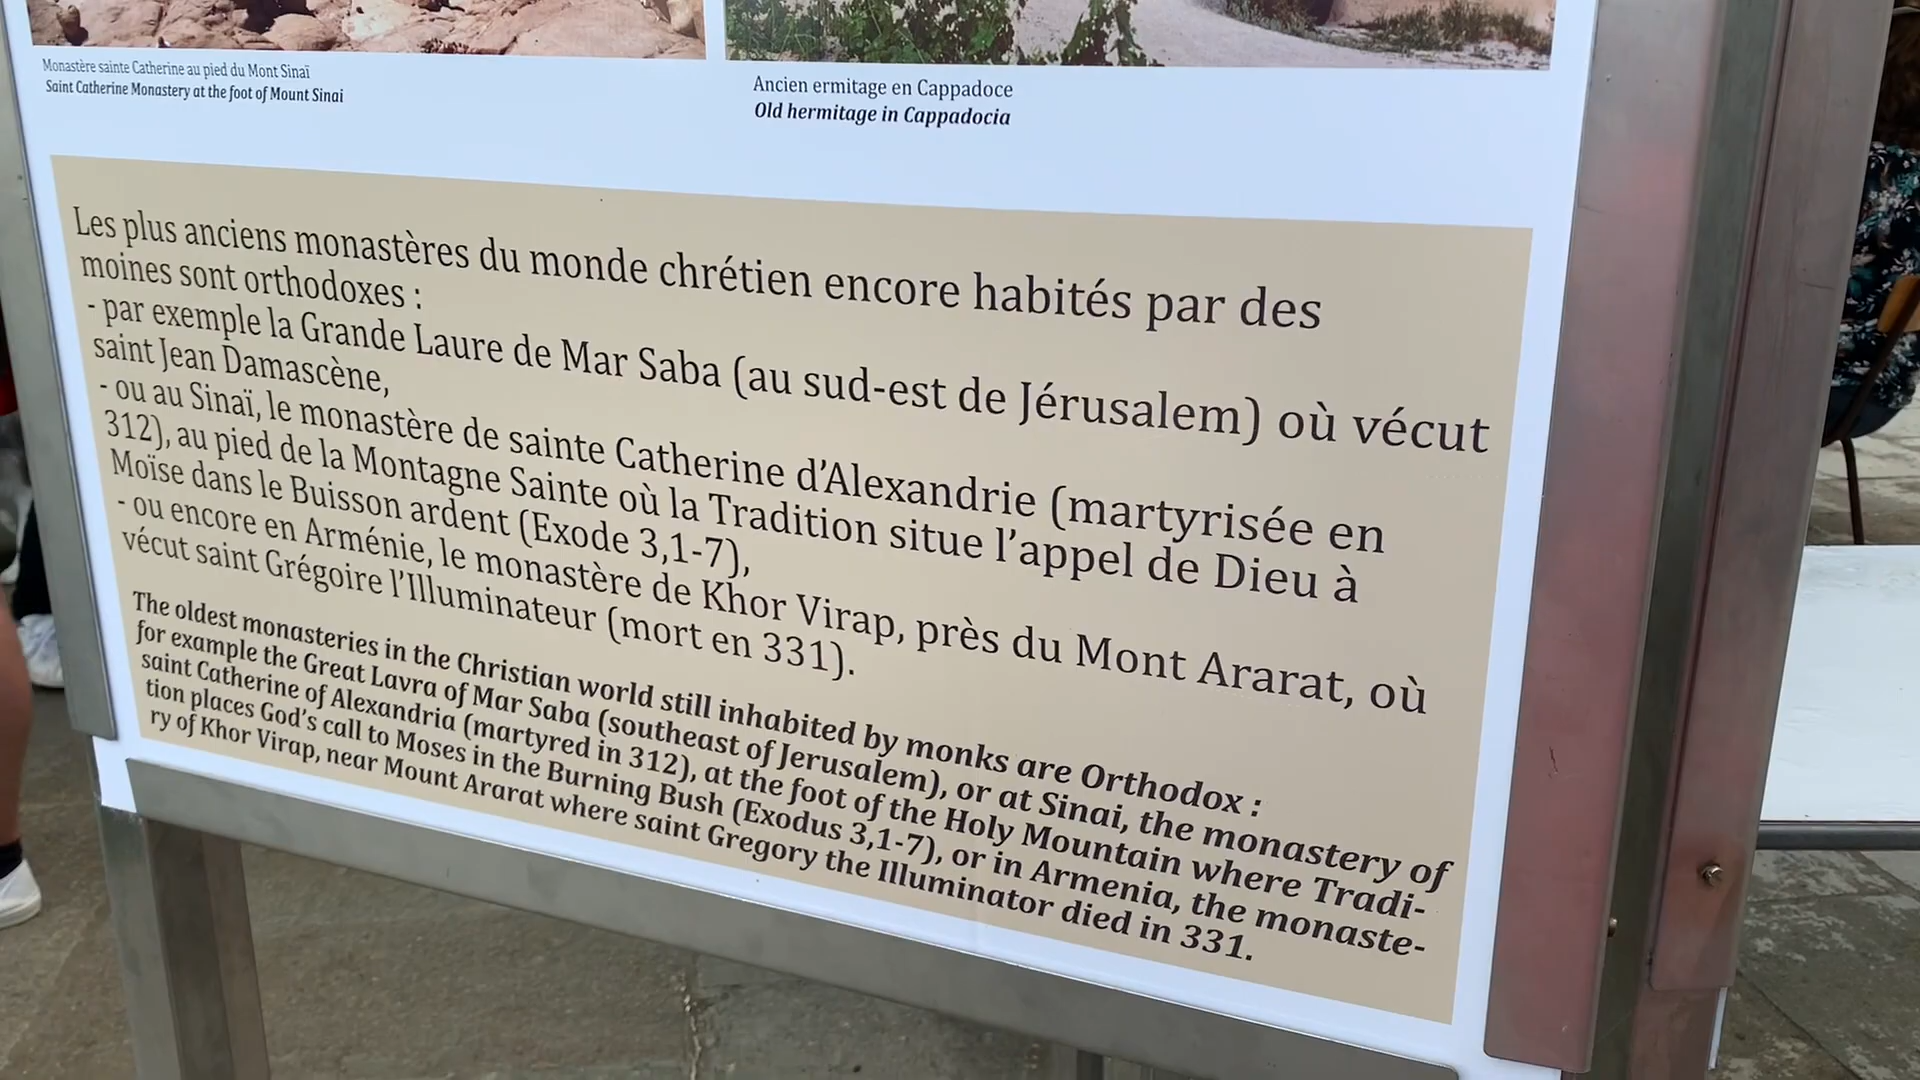 Monastère sainte Catherine au pied du Mont Sinaï
Saint Catherine Monastery at the foot of Mount Sinai
Ancien ermitage en Cappadoce
Old hermitage in Cappadocia
Les plus anciens monastères du monde chrétien encore habités par des
moines sont orthodoxes :
- par exemple la Grande Laure de Mar Saba (au sud-est de Jérusalem) où vécut
saint Jean Damascène,
- ou au Sinaï, le monastère de sainte Catherine d'Alexandrie (martyrisée en
312), au pied de la Montagne Sainte où la Tradition situe l'appel de Dieu à
Moïse dans le Buisson ardent (Exode 3,1-7),
- ou encore en Arménie, le monastère de Khor Virap, près du Mont Ararat, où
vécut saint Grégoire l'Illuminateur (mort en 331).
The oldest monasteries in the Christian world still inhabited by monks are Orthodox :
for example the Great Lavra of Mar Saba (southeast of Jerusalem), or at Sinai, the monastery of
saint Catherine of Alexandria (martyred in 312), at the foot of the Holy Mountain where Tradi-
tion places God's call to Moses in the Burning Bush (Exodus 3,1-7), or in Armenia, the monaste-
ry of Khor Virap, near Mount Ararat where saint Gregory the Illuminator died in 331.